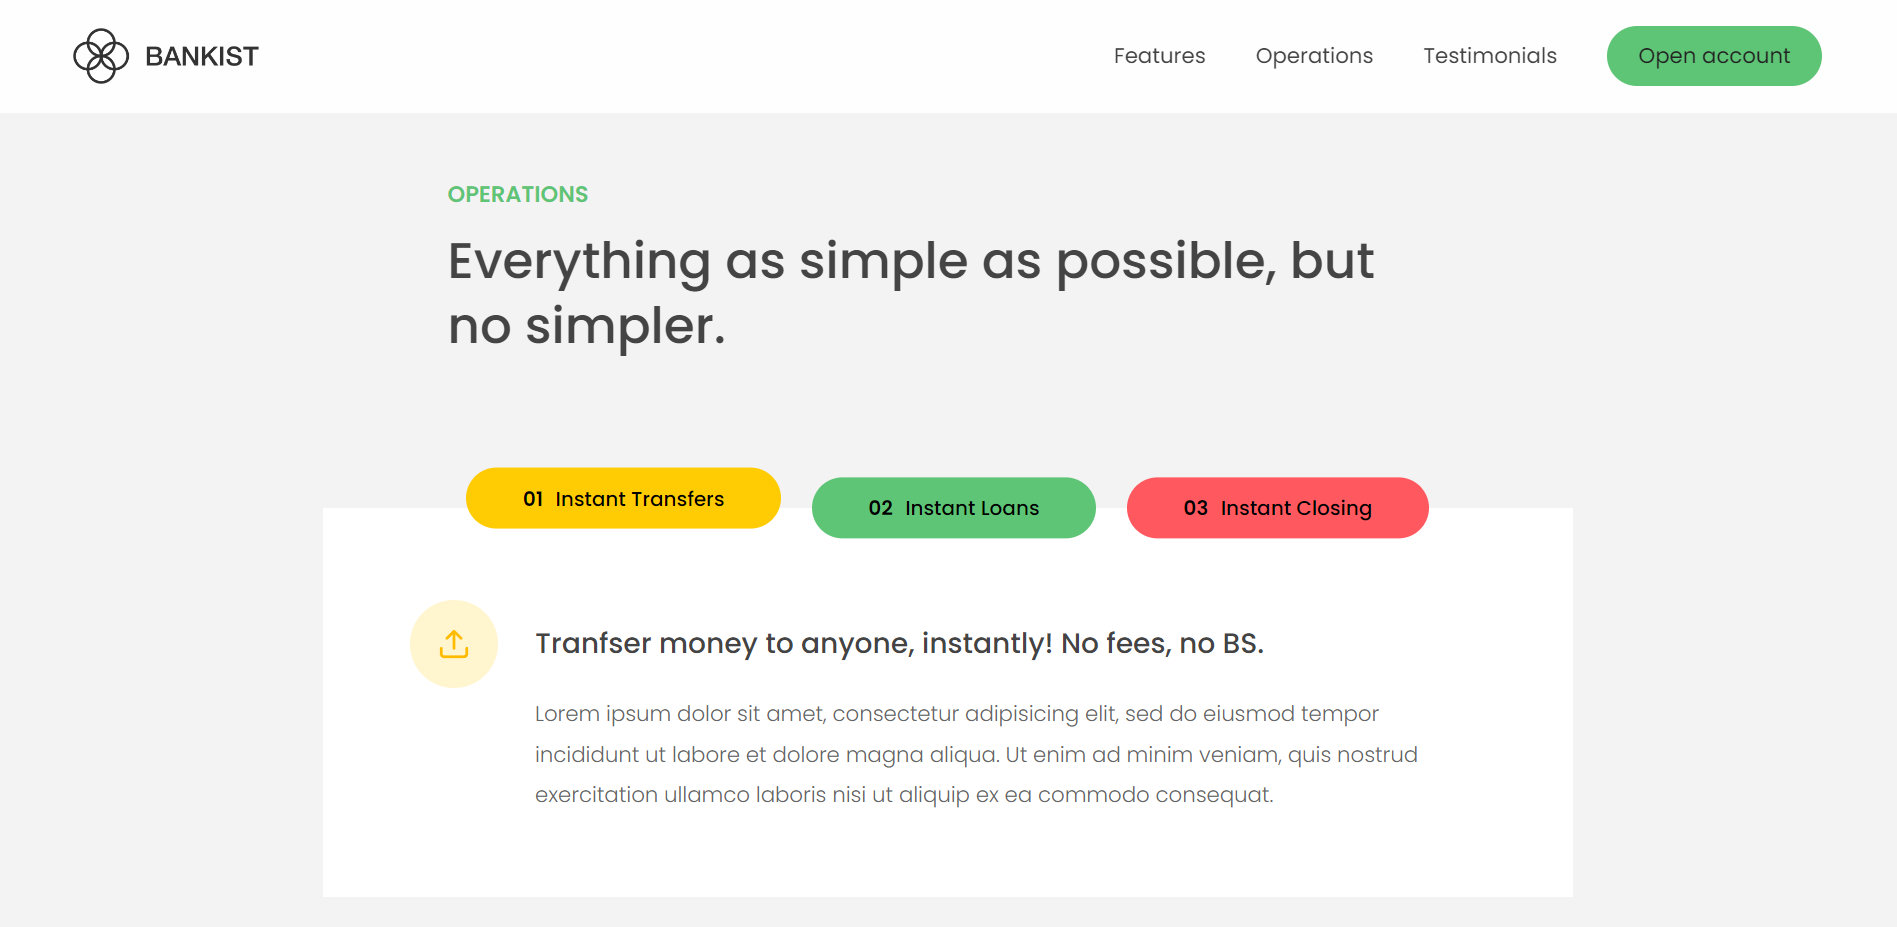 BANKIST
Features Operations Testimonials Open account
OPERATIONS
Everything as simple as possible, but
no simpler.
01 Instant Transfers
02 Instant Loans
03 Instant Closing
Tranfser money to anyone, instantly! No fees, no BS.
Lorem ipsum dolor sit amet, consectetur adipisicing elit, sed do eiusmod tempor
incididunt ut labore et dolore magna aliqua. Ut enim ad minim veniam, quis nostrud
exercitation ullamco laboris nisi ut aliquip ex ea commodo consequat.